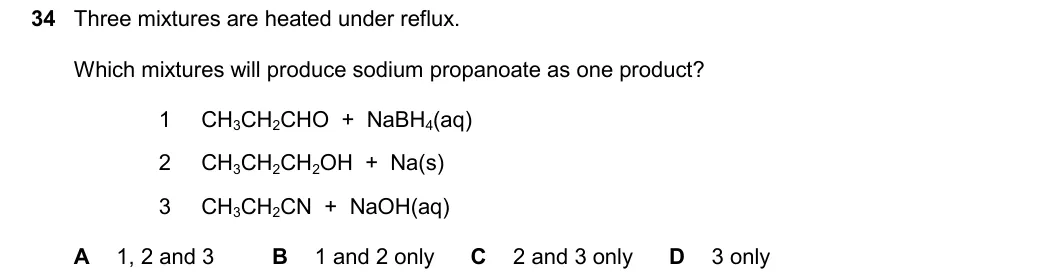 34 Three mixtures are heated under reflux.
Which mixtures will produce sodium propanoate as one product?
1 CH₃CH₂CHO + NaBH₄(aq)
2 CH₃CH₂CH₂OH + Na(s)
3 CH₃CH₂CN + NaOH(aq)
A 1, 2 and 3 B 1 and 2 only C 2 and 3 only D 3 only